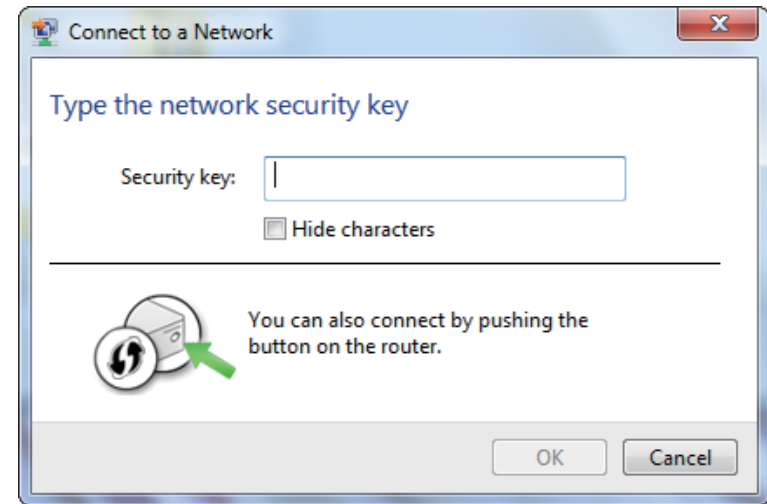 Connect to a Network
Type the network security key
Security key:
Hide characters
You can also connect by pushing the
button on the router.
OK
Cancel